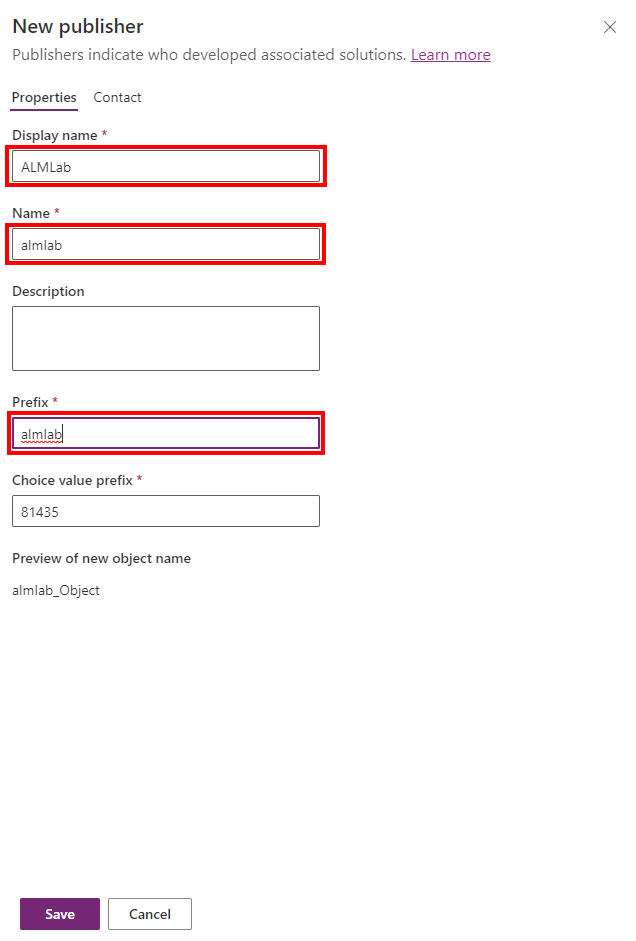 New publisher
Publishers indicate who developed associated solutions. Learn more
Properties Contact
Display name *
ALMLab
Name *
almlab
Description
Prefix *
almlab
Choice value prefix *
81435
Preview of new object name
almlab_Object
Save Cancel